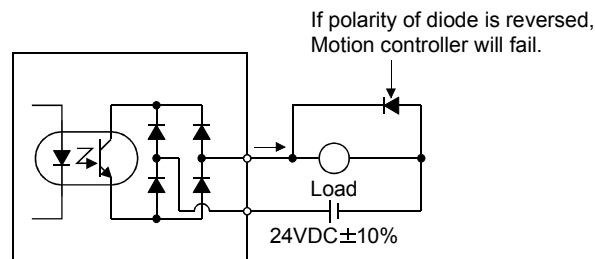 If polarity of diode is reversed,
Motion controller will fail.
Load
24VDC±10%